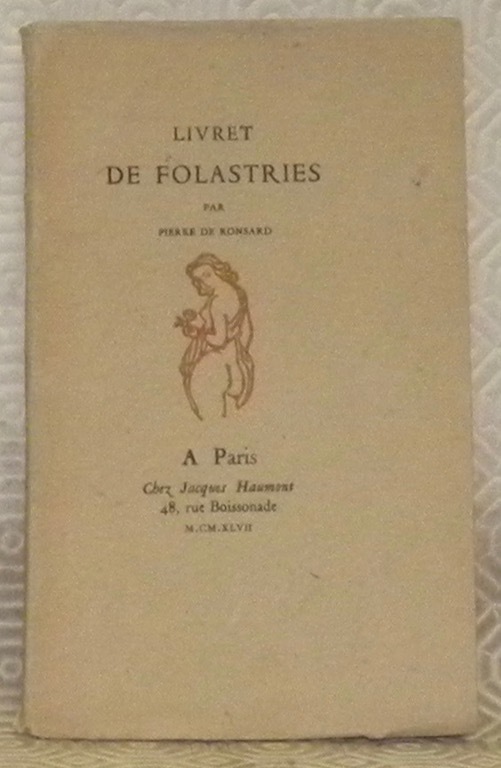 LIVRET
DE FOLASTRIES
PAR
PIERRE DE RONSARD
A Paris
Chez Jacques Haumont
48, rue Boissonade
M.CM.XLVII